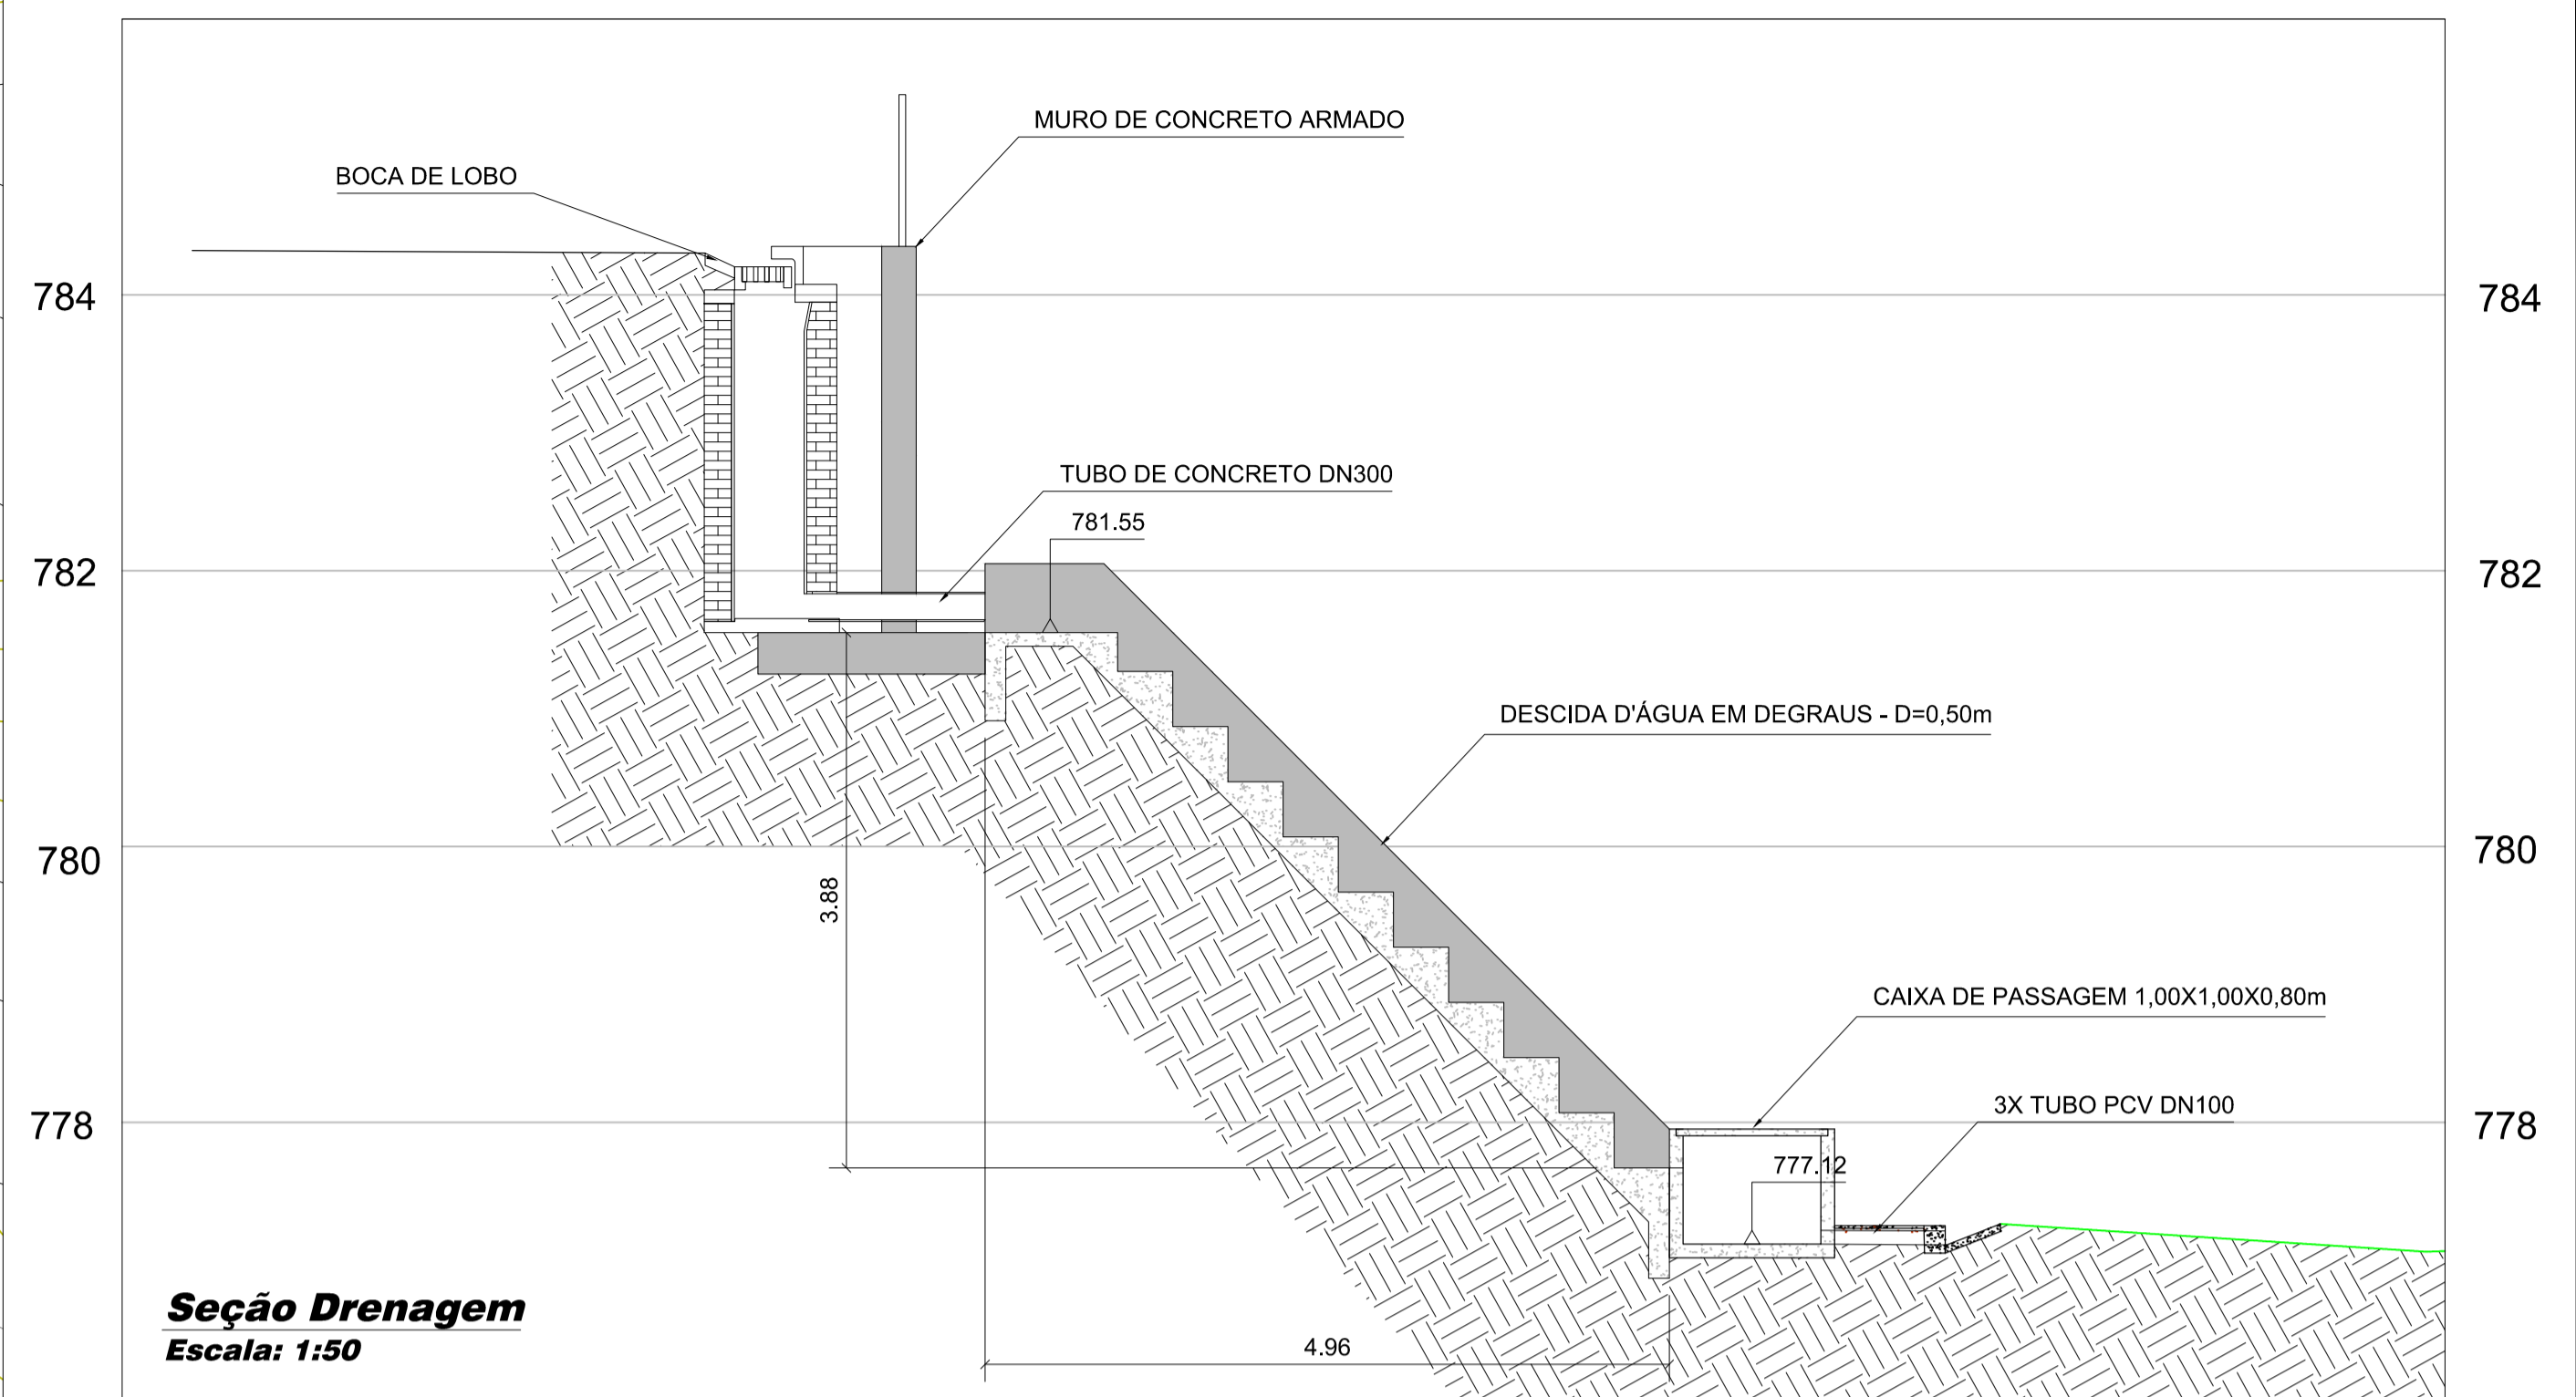 MURO DE CONCRETO ARMADO
BOCA DE LOBO
784
784
TUBO DE CONCRETO DN300
781.55
782
782
DESCIDA D'ÁGUA EM DEGRAUS - D=0,50m
780
780
3.88
CAIXA DE PASSAGEM 1,00X1,00X0,80m
3X TUBO PCV DN100
778
778
777.12
Seção Drenagem
Escala: 1:50
4.96